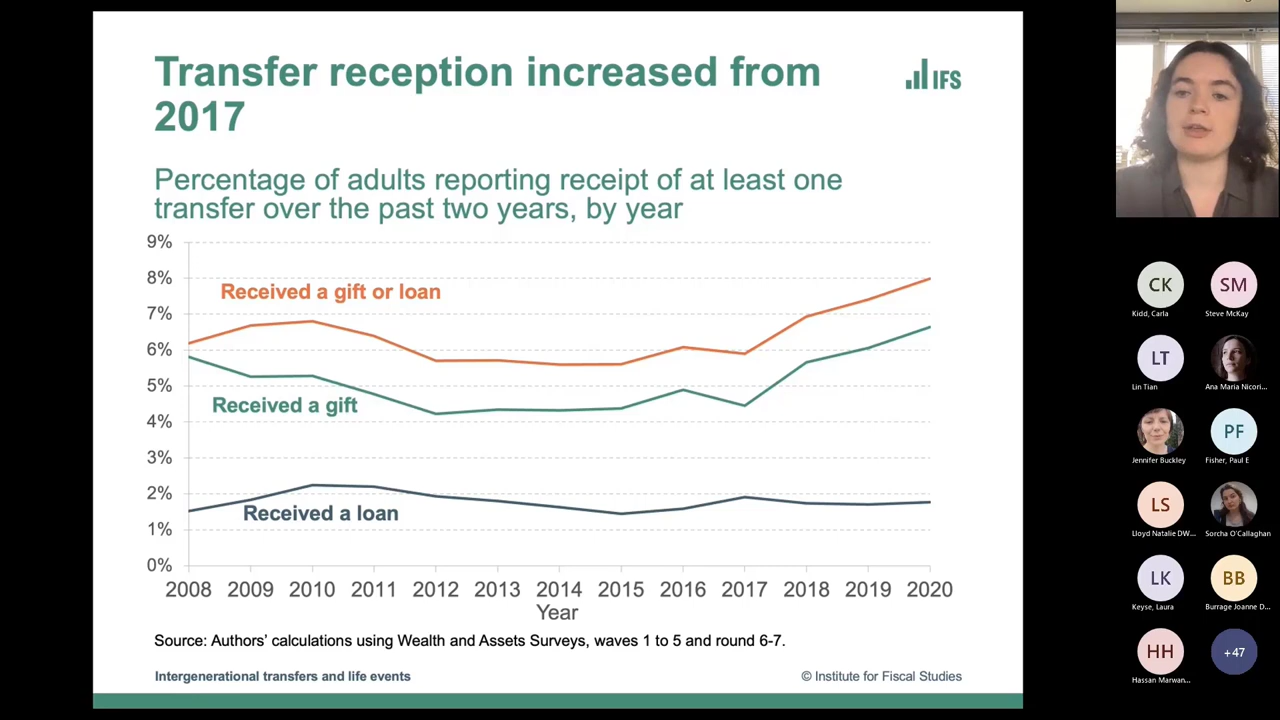 Transfer reception increased from
2017
IFS
Percentage of adults reporting receipt of at least one
transfer over the past two years, by year
9%
8%
7%
6%
5%
4%
3%
2%
1%
0%
Received a gift or loan
Received a gift
Received a loan
2008 2009 2010 2011 2012 2013 2014 2015 2016 2017 2018 2019 2020
Year
Source: Authors’ calculations using Wealth and Assets Surveys, waves 1 to 5 and round 6-7.
Intergenerational transfers and life events
© Institute for Fiscal Studies
CK SM
Kidd, Carla Steve McKay
LT
Lin Tian Ana Maria Nicori...
PF
Jennifer Buckley Fisher, Paul E
LS
Lloyd Natalie DW... Sorcha O'Callaghan
LK BB
Keyse, Laura Burrage Joanne D...
HH +47
Hassan Marwan...